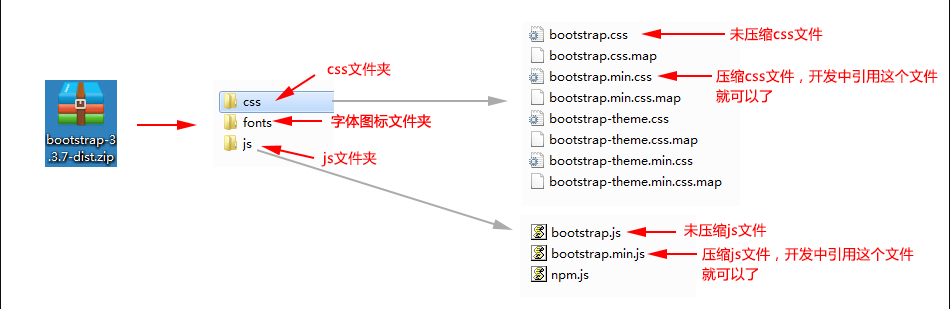 bootstrap-3
.3.7-dist.zip
css文件夹
css
fonts
字体图标文件夹
js
js文件夹
bootstrap.css
未压缩css文件
bootstrap.css.map
bootstrap.min.css
压缩css文件，开发中引用这个文件
就可以了
bootstrap.min.css.map
bootstrap-theme.css
bootstrap-theme.css.map
bootstrap-theme.min.css
bootstrap-theme.min.css.map
bootstrap.js
未压缩js文件
bootstrap.min.js
压缩js文件，开发中引用这个文件
就可以了
npm.js